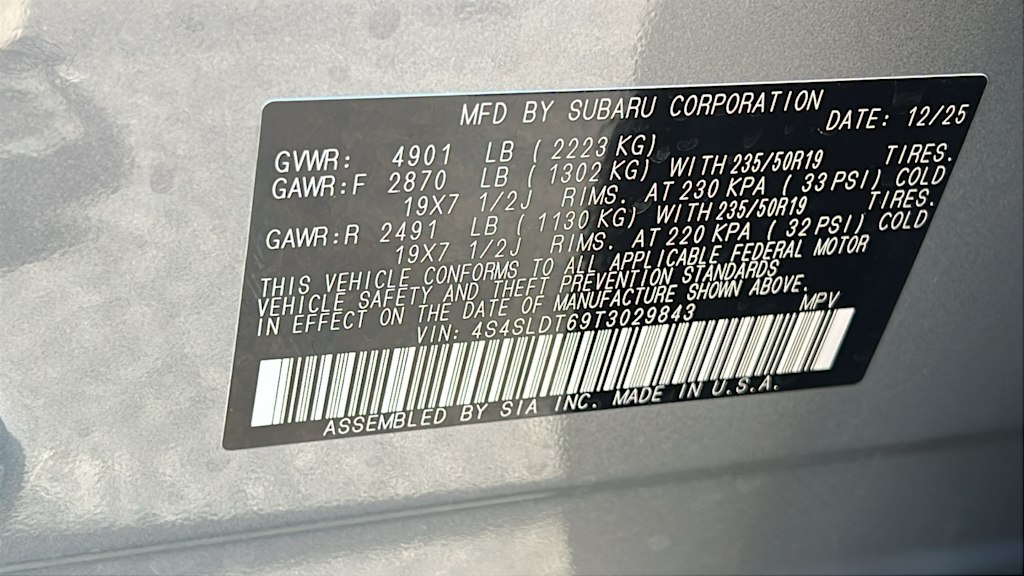 MFD BY SUBARU CORPORATION DATE: 12/25
GVWR: 4901 LB ( 2223 KG)
GAWR:F 2870 LB ( 1302 KG) WITH 235/50R19 TIRES.
19X7 1/2J RIMS. AT 230 KPA ( 33 PSI) COLD
GAWR:R 2491 LB ( 1130 KG) WITH 235/50R19 TIRES.
19X7 1/2J RIMS. AT 220 KPA ( 32 PSI) COLD
THIS VEHICLE CONFORMS TO ALL APPLICABLE FEDERAL MOTOR
VEHICLE SAFETY AND THEFT PREVENTION STANDARDS
IN EFFECT ON THE DATE OF MANUFACTURE SHOWN ABOVE.
VIN: 4S4SLDT69T3029843 MPV
ASSEMBLED BY SIA INC. MADE IN U.S.A.